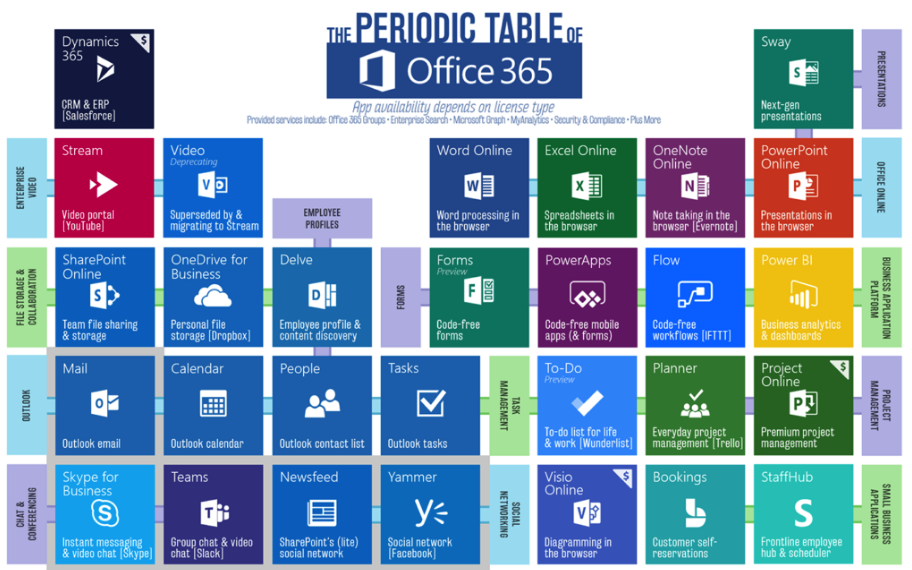 THE PERIODIC TABLE OF
Office 365
App availability depends on license type
Provided services include: Office 365 Groups • Enterprise Search • Microsoft Graph • MyAnalytics • Security & Compliance • Plus More
Dynamics
365
$
CRM & ERP
[Salesforce]
Sway
S
Next-gen
presentations
PRESENTATIONS
ENTERPRISE
VIDEO
Stream
Video portal
[YouTube]
Video
Deprecating
V
Superseded by &
migrating to Stream
Word Online
W
Word processing in
the browser
Excel Online
X
Spreadsheets in
the browser
OneNote
Online
N
Note taking in the
browser [Evernote]
PowerPoint
Online
P
Presentations in
the browser
OFFICE ONLINE
EMPLOYEE
PROFILES
FILE STORAGE &
COLLABORATION
SharePoint
Online
S
Team file sharing
& storage
OneDrive for
Business
Personal file
storage [Dropbox]
Delve
D
Employee profile &
content discovery
FORMS
Forms
Preview
F
Code-free
forms
PowerApps
Code-free mobile
apps (& forms)
Flow
Code-free
workflows [IFTTT]
Power BI
Business analytics
& dashboards
BUSINESS APPLICATION
PLATFORM
OUTLOOK
Mail
O
Outlook email
Calendar
Outlook calendar
People
Outlook contact list
Tasks
Outlook tasks
TASK
MANAGEMENT
To-Do
Preview
To-do list for life
& work [Wunderlist]
Planner
Everyday project
management [Trello]
Project
Online
$
P
Premium project
management
PROJECT
MANAGEMENT
CHAT &
CONFERENCING
Skype for
Business
S
Instant messaging
& video chat [Skype]
Teams
T
Group chat & video
chat [Slack]
Newsfeed
SharePoint's (lite)
social network
Yammer
Social network
[Facebook]
SOCIAL
NETWORKING
Visio
Online
$
V
Diagramming in
the browser
Bookings
Customer self-
reservations
StaffHub
S
Frontline employee
hub & scheduler
SMALL BUSINESS
APPLICATIONS